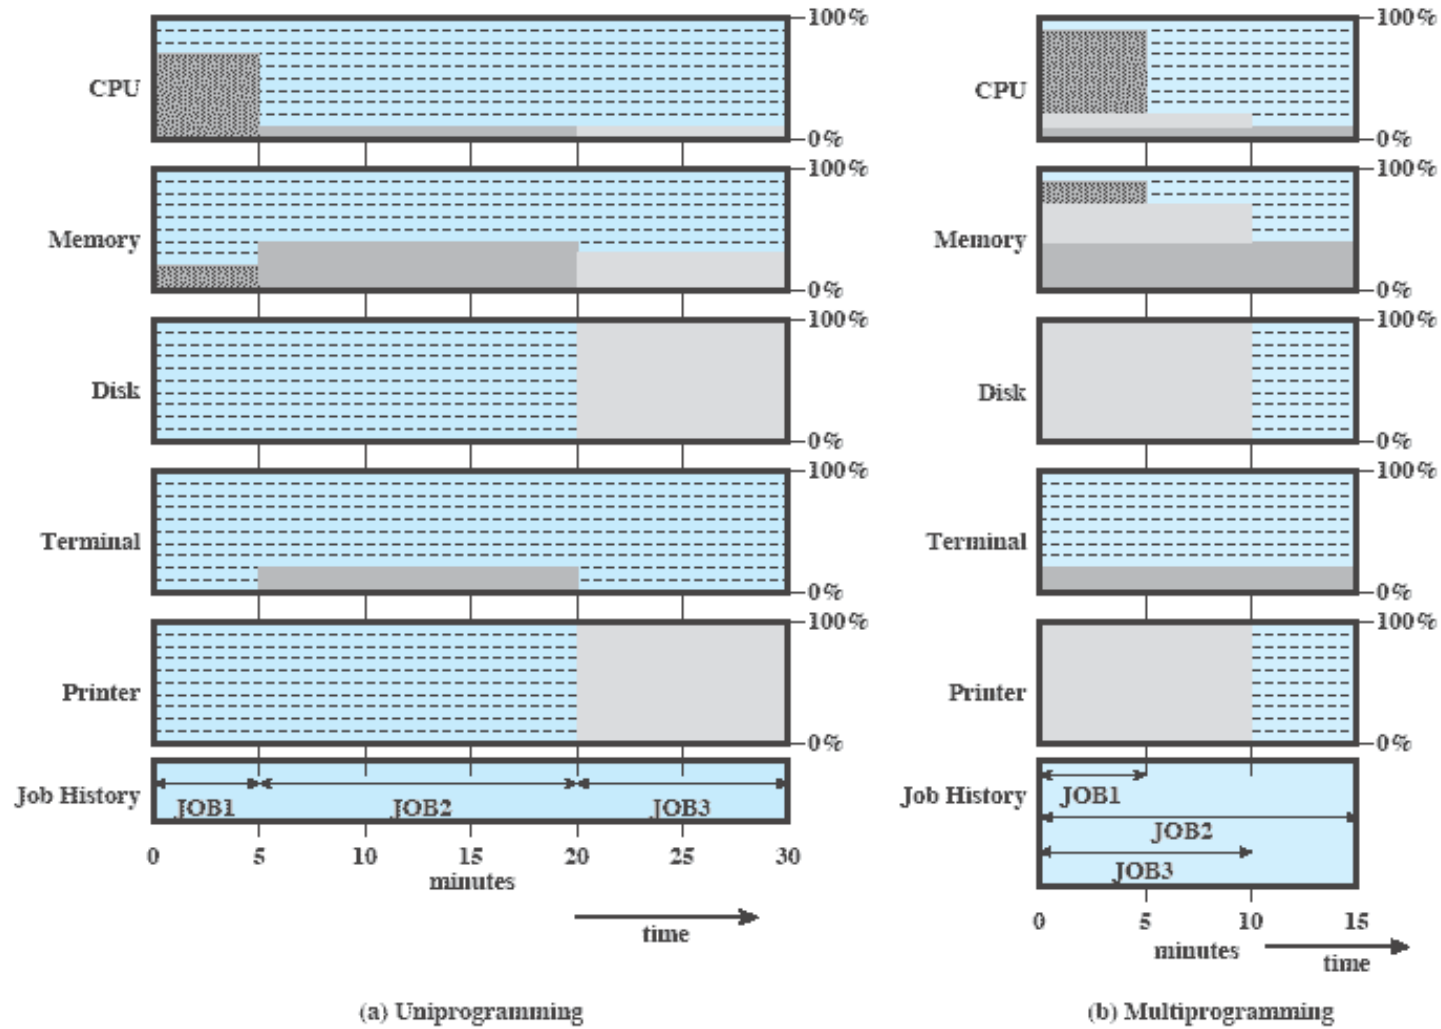 100%
CPU
0%
100%
Memory
0%
100%
Disk
0%
100%
Terminal
0%
100%
Printer
0%
Job History
JOB1 JOB2 JOB3
0 5 10 15 20 25 30
minutes
time
(a) Uniprogramming
100%
CPU
0%
100%
Memory
0%
100%
Disk
0%
100%
Terminal
0%
100%
Printer
0%
Job History
JOB1
JOB2
JOB3
0 5 10 15
minutes
time
(b) Multiprogramming